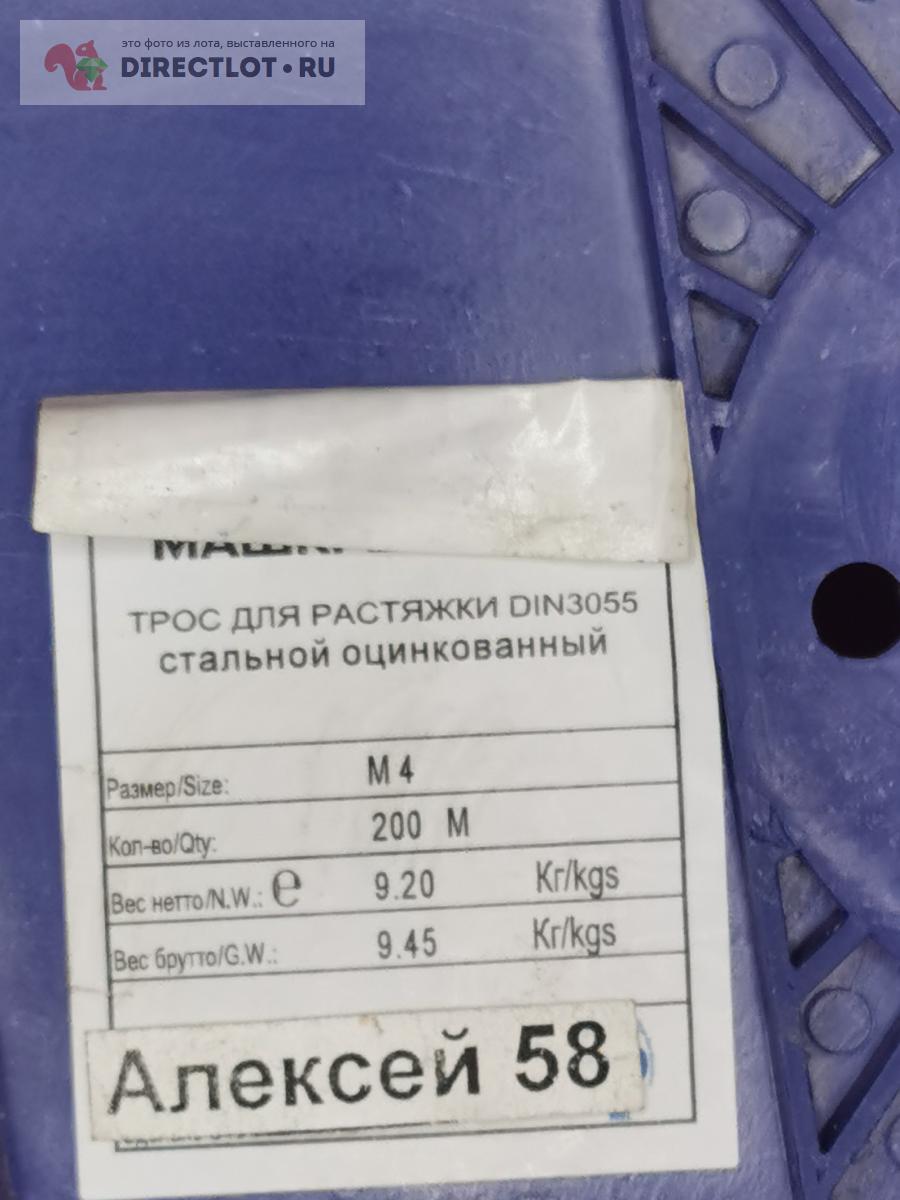 это фото из лота, выставленного на
DIRECTLOT•RU
ТРОС ДЛЯ РАСТЯЖКИ DIN3055
стальной оцинкованный
Размер/Size: М 4
Кол-во/Qty: 200 М
Вес нетто/N.W.: ℮ 9.20 Кг/kgs
Вес брутто/G.W.: 9.45 Кг/kgs
Алексей 58